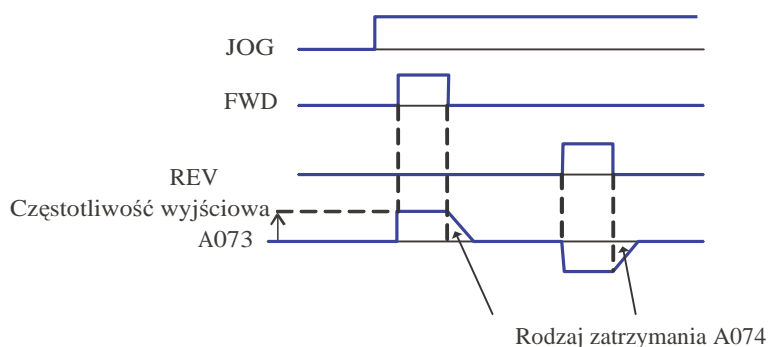 JOG
FWD
REV
Częstotliwość wyjściowa
A073
Rodzaj zatrzymania A074